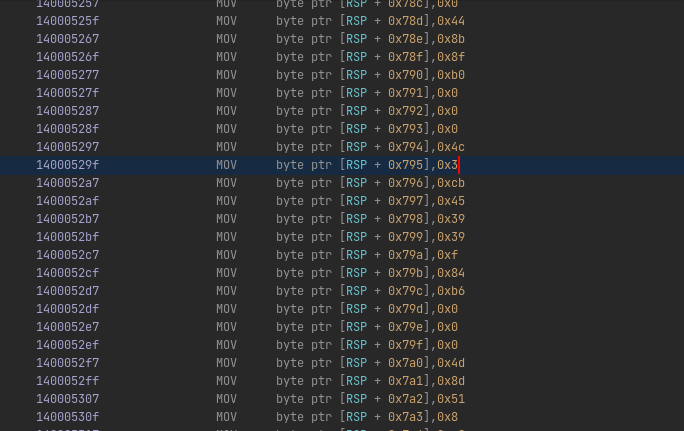 140005257 MOV byte ptr [RSP + 0x78c],0x0
14000525f MOV byte ptr [RSP + 0x78d],0x44
140005267 MOV byte ptr [RSP + 0x78e],0x8b
14000526f MOV byte ptr [RSP + 0x78f],0x8f
140005277 MOV byte ptr [RSP + 0x790],0xb0
14000527f MOV byte ptr [RSP + 0x791],0x0
140005287 MOV byte ptr [RSP + 0x792],0x0
14000528f MOV byte ptr [RSP + 0x793],0x0
140005297 MOV byte ptr [RSP + 0x794],0x4c
14000529f MOV byte ptr [RSP + 0x795],0x3
1400052a7 MOV byte ptr [RSP + 0x796],0xcb
1400052af MOV byte ptr [RSP + 0x797],0x45
1400052b7 MOV byte ptr [RSP + 0x798],0x39
1400052bf MOV byte ptr [RSP + 0x799],0x39
1400052c7 MOV byte ptr [RSP + 0x79a],0xf
1400052cf MOV byte ptr [RSP + 0x79b],0x84
1400052d7 MOV byte ptr [RSP + 0x79c],0xb6
1400052df MOV byte ptr [RSP + 0x79d],0x0
1400052e7 MOV byte ptr [RSP + 0x79e],0x0
1400052ef MOV byte ptr [RSP + 0x79f],0x0
1400052f7 MOV byte ptr [RSP + 0x7a0],0x4d
1400052ff MOV byte ptr [RSP + 0x7a1],0x8d
140005307 MOV byte ptr [RSP + 0x7a2],0x51
14000530f MOV byte ptr [RSP + 0x7a3],0x8